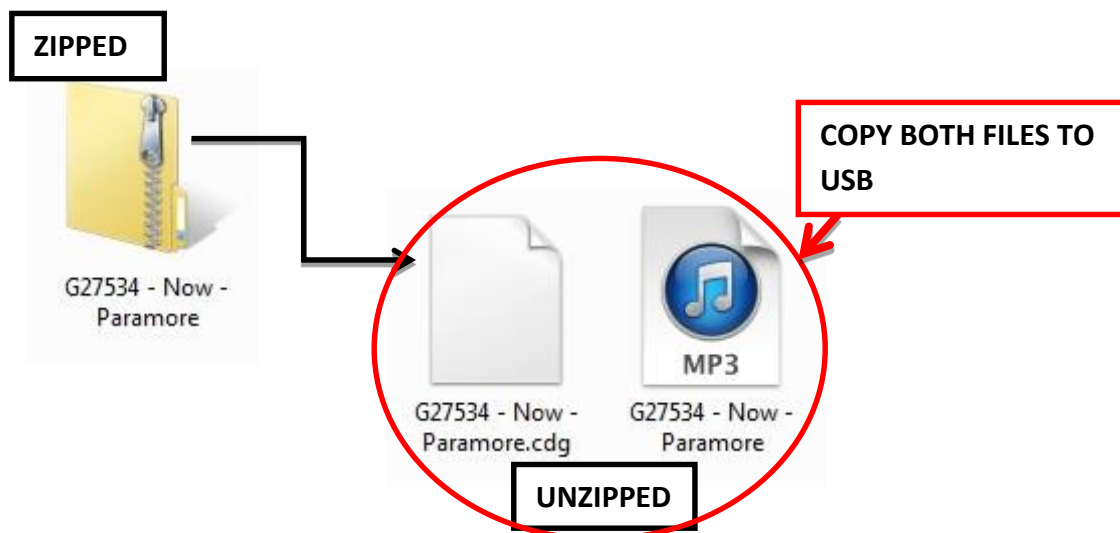 ZIPPED
G27534 - Now -
Paramore
COPY BOTH FILES TO
USB
MP3
G27534 - Now -
Paramore.cdg
G27534 - Now -
Paramore
UNZIPPED